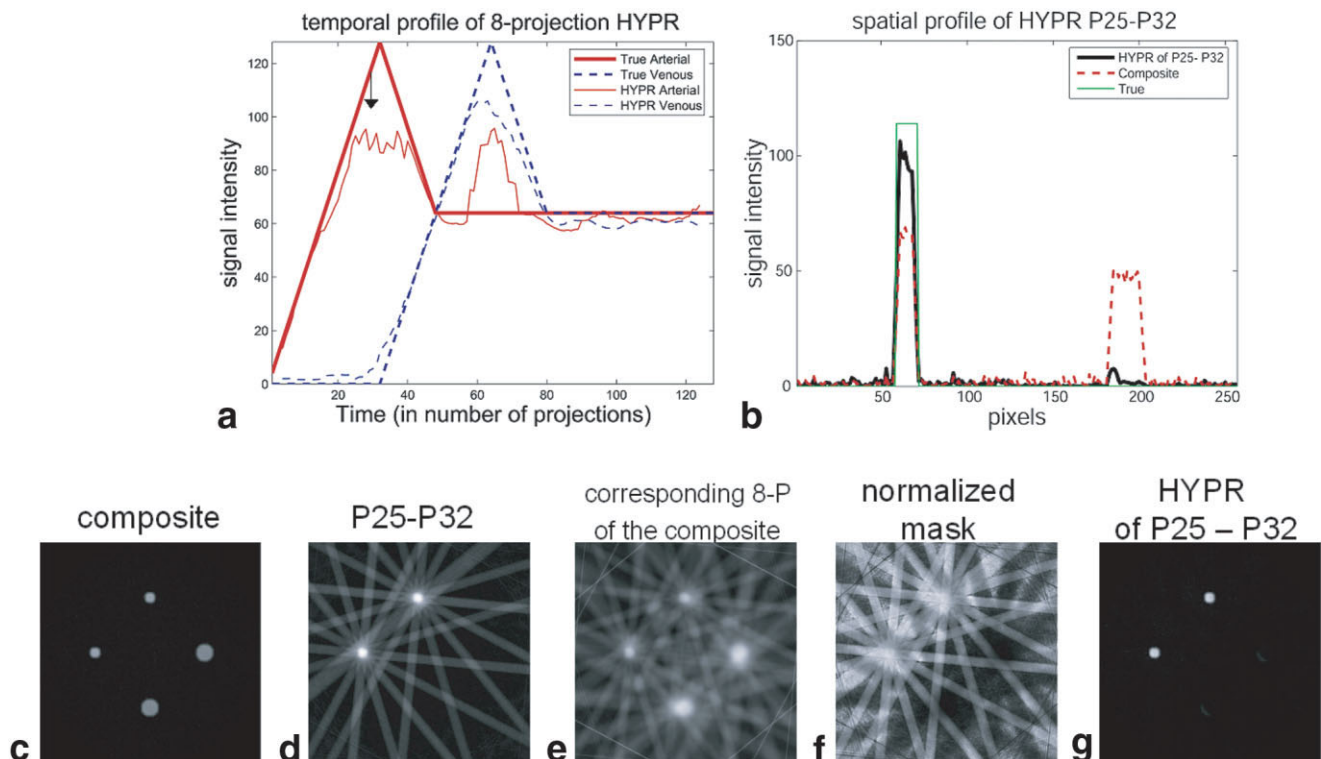 temporal profile of 8-projection HYPR
120
100
80
60
40
20
0
20
40
60
80
100
120
signal intensity
Time (in number of projections)
True Arterial
True Venous
HYPR Arterial
HYPR Venous
a
spatial profile of HYPR P25-P32
150
100
50
0
50
100
150
200
250
signal intensity
pixels
HYPR of P25- P32
Composite
True
b
composite
c
P25-P32
d
corresponding 8-P
of the composite
e
normalized
mask
f
HYPR
of P25 – P32
g